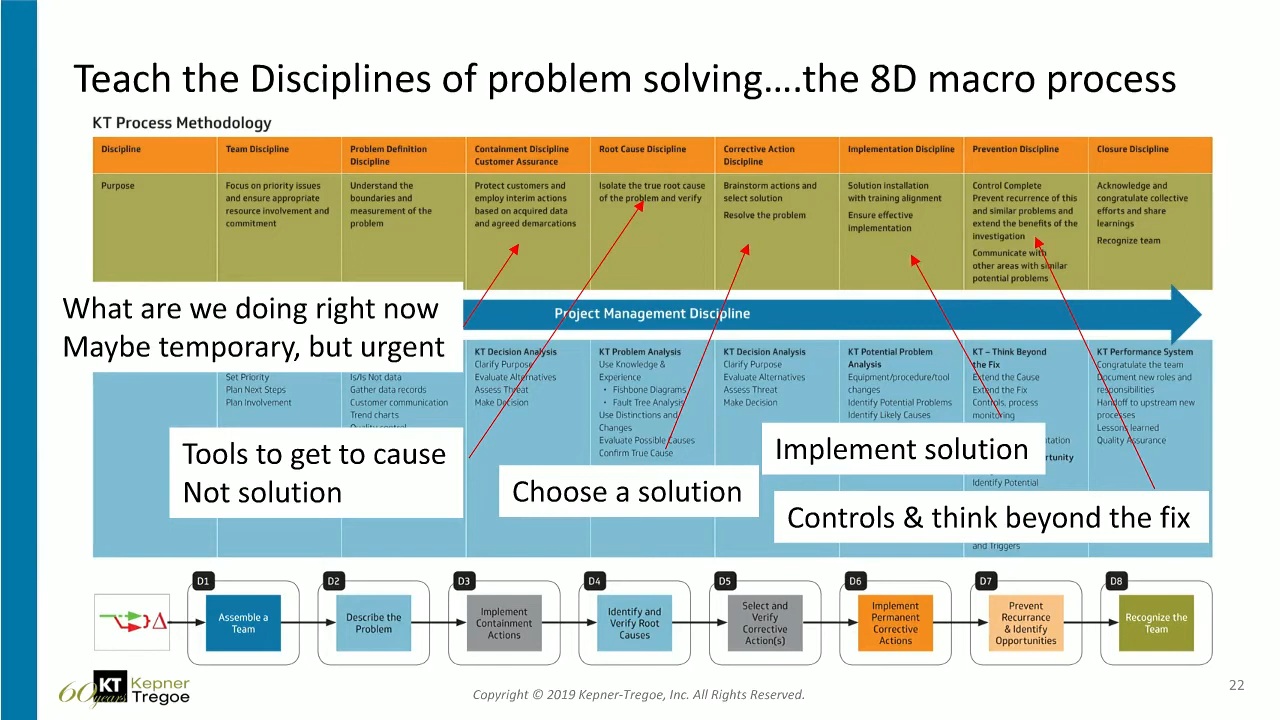 Teach the Disciplines of problem solving….the 8D macro process
KT Process Methodology
Discipline
Team Discipline
Problem Definition
Discipline
Containment Discipline
Customer Assurance
Root Cause Discipline
Corrective Action
Discipline
Implementation Discipline
Prevention Discipline
Closure Discipline
Purpose
Focus on priority issues
and ensure appropriate
resource involvement and
commitment
Understand the
boundaries and
measurement of the
problem
Protect customers and
employ interim actions
based on acquired data
and agreed demarcations
Isolate the true root cause
of the problem and verify
Brainstorm actions and
select solution
Resolve the problem
Solution installation
with training alignment
Ensure effective
implementation
Control Complete
Prevent recurrence of this
and similar problems and
extend the benefits of the
investigation
Communicate with
other areas with similar
potential problems
Acknowledge and
congratulate collective
efforts and share
learnings
Recognize team
What are we doing right now
Maybe temporary, but urgent
Project Management Discipline
Set Priority
Plan Next Steps
Plan Involvement
Is/Is Not data
Gather data records
Customer communication
Trend charts
Quality control
KT Decision Analysis
Clarify Purpose
Evaluate Alternatives
Assess Threat
Make Decision
KT Problem Analysis
Use Knowledge &
Experience
• Fishbone Diagrams
• Fault Tree Analysis
Use Distinctions and
Changes
Evaluate Possible Causes
Confirm True Cause
KT Decision Analysis
Clarify Purpose
Evaluate Alternatives
Assess Threat
Make Decision
KT Potential Problem
Analysis
Equipment/procedure/tool
changes
Identify Potential Problems
Identify Likely Causes
KT – Think Beyond
the Fix
Extend the Cause
Extend the Fix
Controls, process
monitoring
Identify Potential
and Triggers
KT Performance System
Congratulate the team
Document new roles and
responsibilities
Handoff to upstream new
processes
Lessons learned
Quality Assurance
Tools to get to cause
Not solution
Choose a solution
Implement solution
Controls & think beyond the fix
D1
Assemble a
Team
D2
Describe the
Problem
D3
Implement
Containment
Actions
D4
Identify and
Verify Root
Causes
D5
Select and
Verify
Corrective
Action(s)
D6
Implement
Permanent
Corrective
Actions
D7
Prevent
Recurrance
& Identify
Opportunities
D8
Recognize the
Team
Δ
60 years
KT Kepner
Tregoe
Copyright © 2019 Kepner-Tregoe, Inc. All Rights Reserved.
22